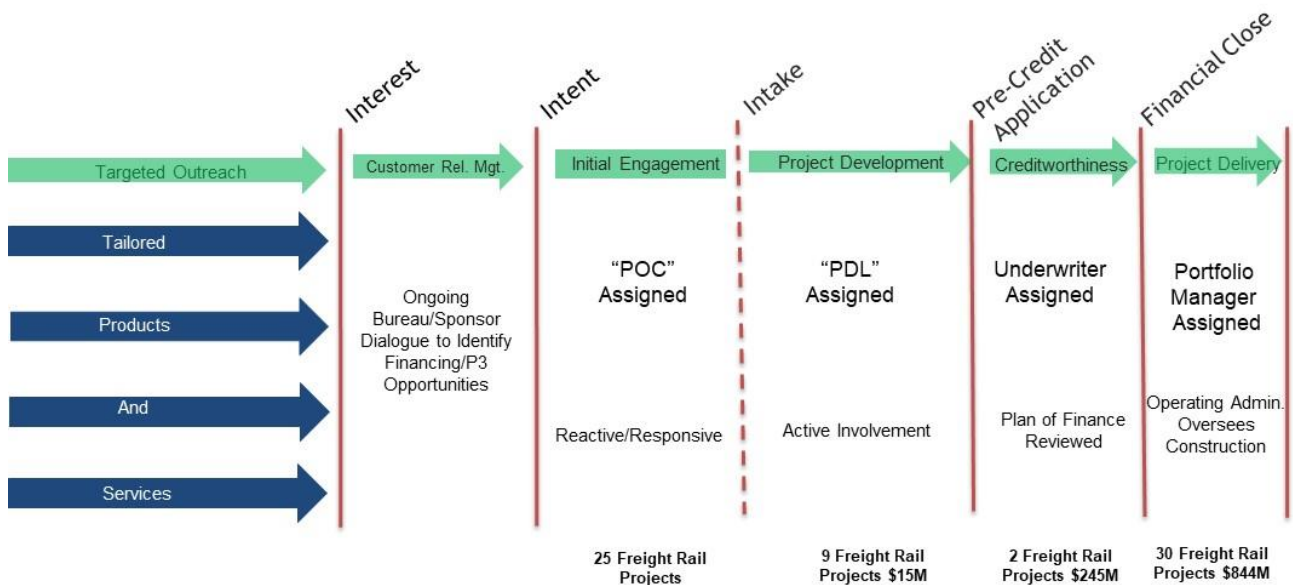 Interest
Intent
Intake
Pre-Credit
Application
Financial Close
Targeted Outreach
Customer Rel. Mgt.
Initial Engagement
Project Development
Creditworthiness
Project Delivery
Tailored
Products
And
Services
Ongoing
Bureau/Sponsor
Dialogue to Identify
Financing/P3
Opportunities
“POC”
Assigned
Reactive/Responsive
“PDL”
Assigned
Active Involvement
Underwriter
Assigned
Plan of Finance
Reviewed
Portfolio
Manager
Assigned
Operating Admin.
Oversees
Construction
25 Freight Rail
Projects
9 Freight Rail
Projects $15M
2 Freight Rail
Projects $245M
30 Freight Rail
Projects $844M